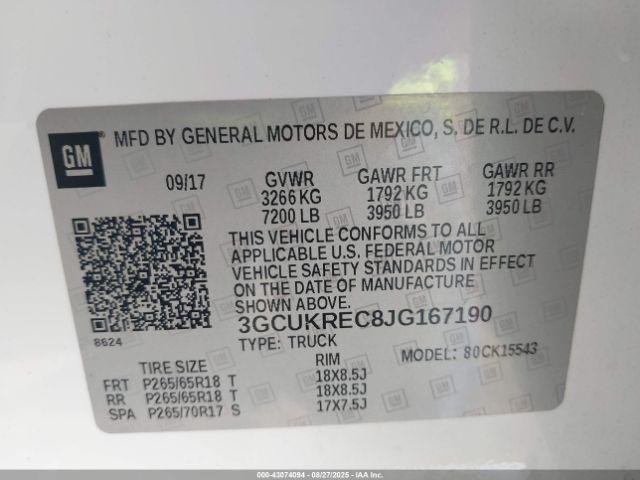 GM ® MFD BY GENERAL MOTORS DE MEXICO, S. DE R.L. DE C.V.
09/17 GVWR GAWR FRT GAWR RR
3266 KG 1792 KG 1792 KG
7200 LB 3950 LB 3950 LB
THIS VEHICLE CONFORMS TO ALL
APPLICABLE U.S. FEDERAL MOTOR
VEHICLE SAFETY STANDARDS IN EFFECT
ON THE DATE OF MANUFACTURE
SHOWN ABOVE.
3GCUKREC8JG167190
8624 TYPE: TRUCK MODEL: 80CK15543
TIRE SIZE RIM
FRT P265/65R18 T 18X8.5J
RR P265/65R18 T 18X8.5J
SPA P265/70R17 S 17X7.5J
000-43074094 - 08/27/2025 - IAAI.COM